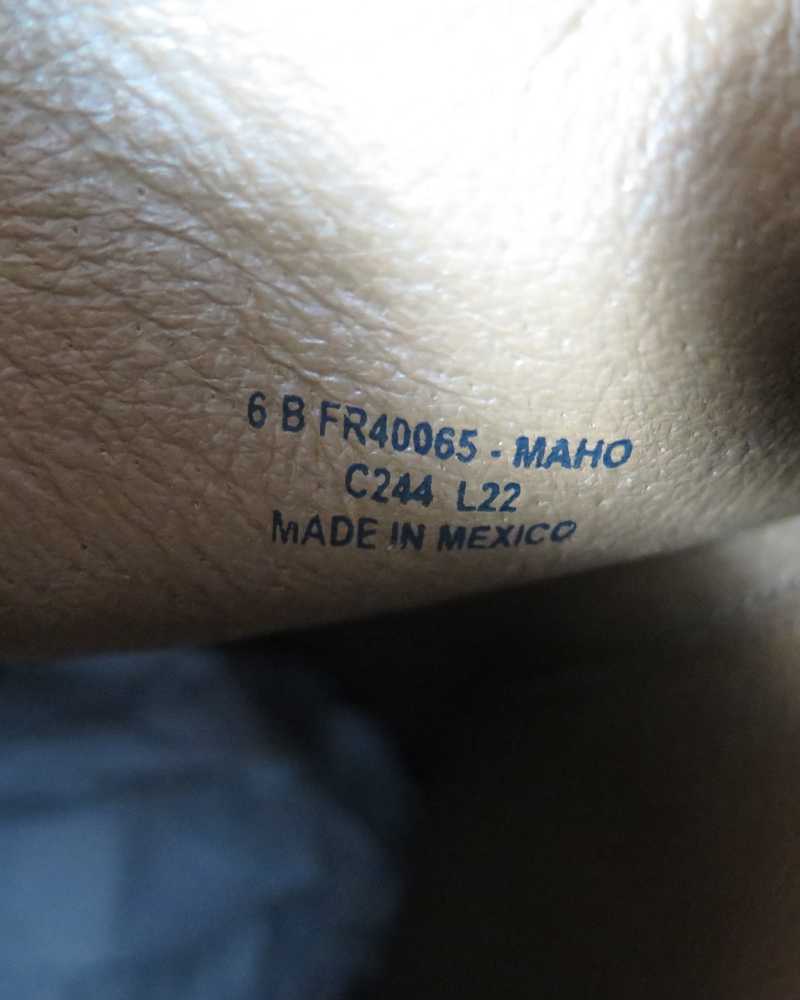 6 B FR40065 - MAHO
C244 L22
MADE IN MEXICO